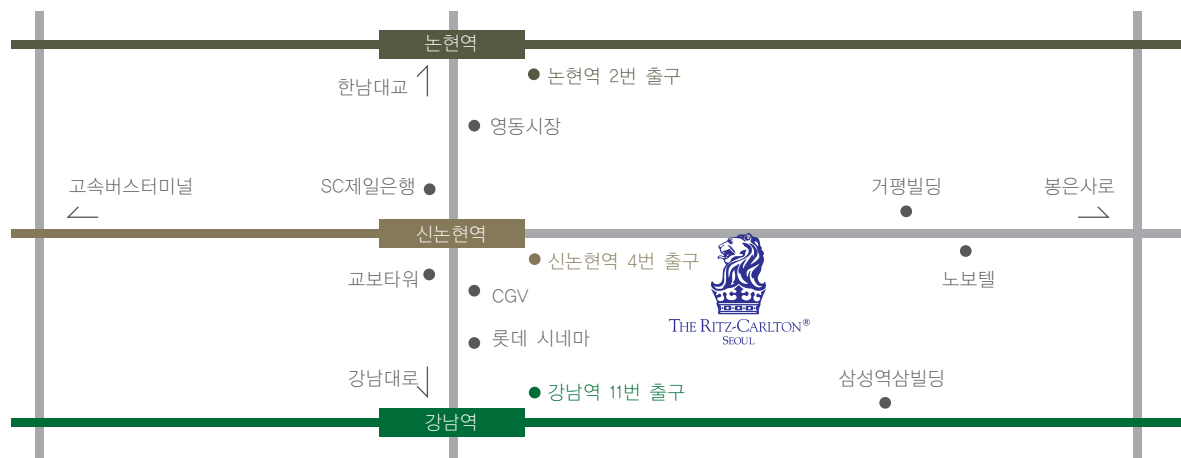 논현역
논현역 2번 출구
한남대교
영동시장
고속버스터미널
SC제일은행
거평빌딩
봉은사로
신논현역
신논현역 4번 출구
교보타워
노보텔
CGV
THE RITZ-CARLTON®
SEOUL
롯데 시네마
강남대로
삼성역삼빌딩
강남역 11번 출구
강남역